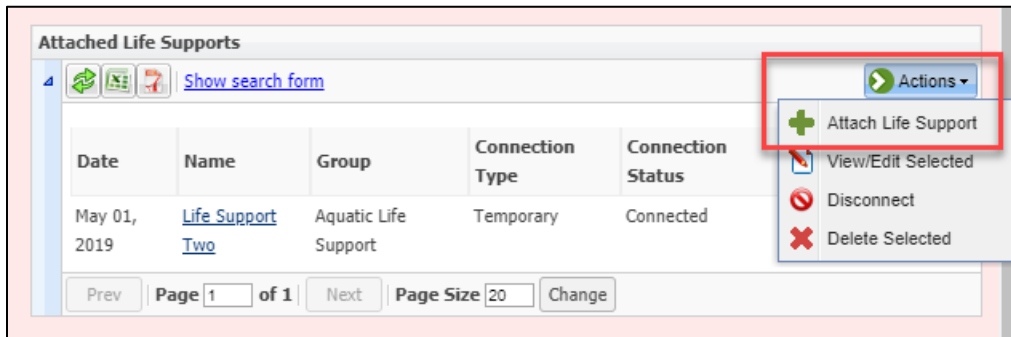 Attached Life Supports
Show search form
Actions
Attach Life Support
View/Edit Selected
Disconnect
Delete Selected
Date Name Group Connection Type Connection Status
May 01, 2019 Life Support Two Aquatic Life Support Temporary Connected
Prev Page 1 of 1 Next Page Size 20 Change